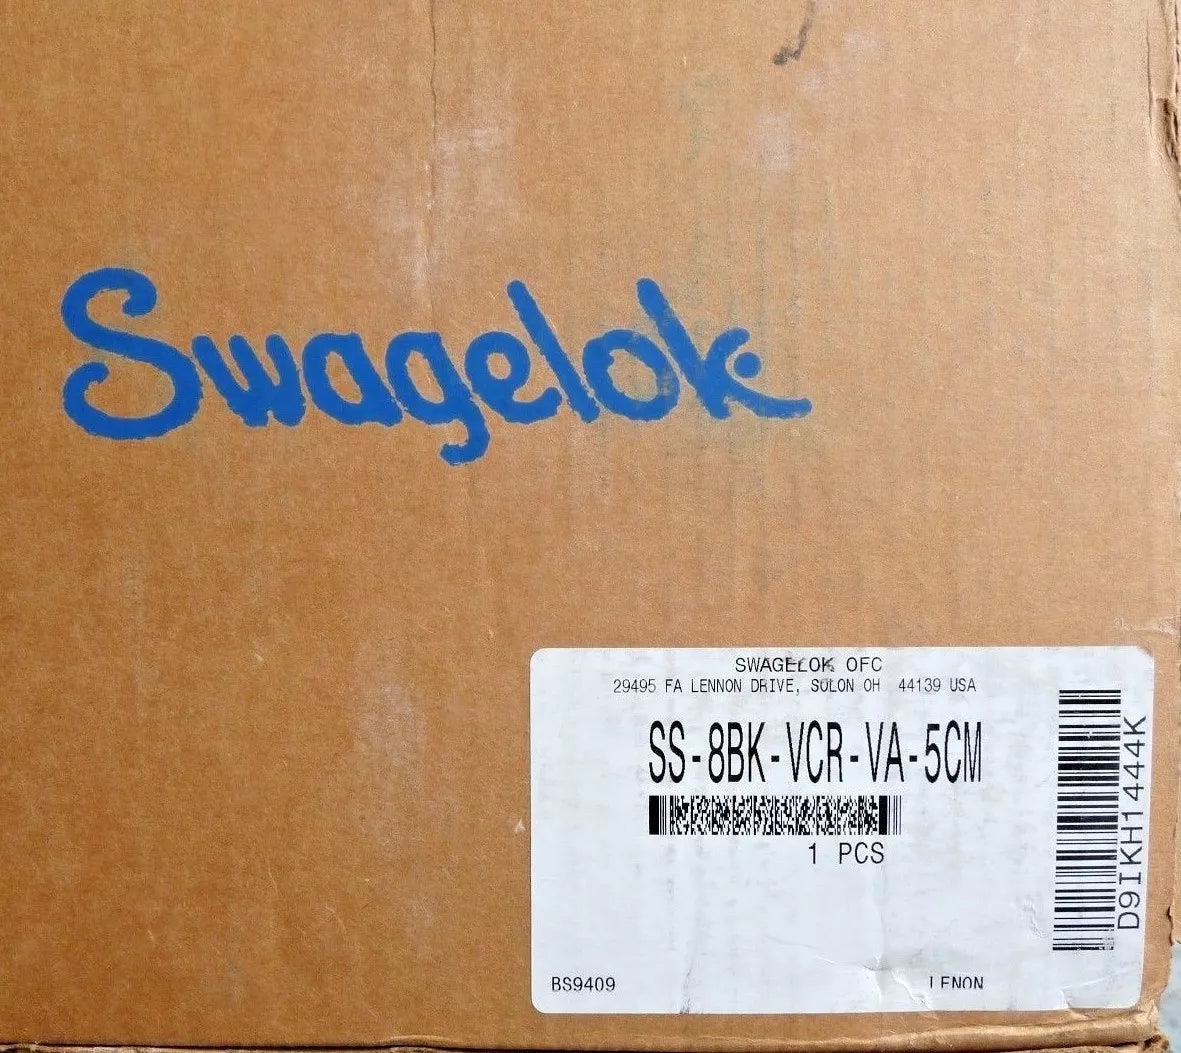 Swagelok
SWAGELOK OFC
29495 FA LENNON DRIVE, SOLON OH 44139 USA
SS-8BK-VCR-VA-5CM
1 PCS
D9IKH1444K
BS9409
LENON